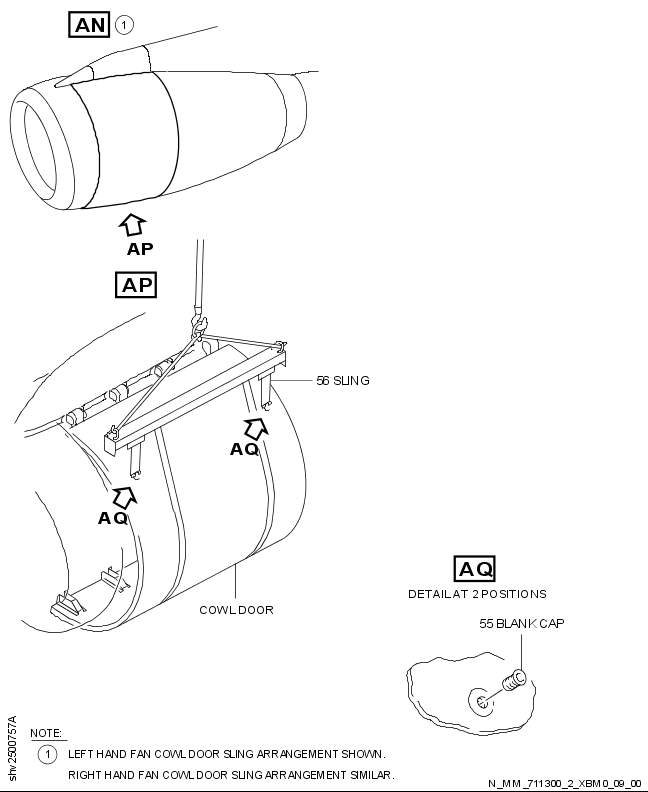 AN 1
AP
AP
56 SLING
AQ
AQ
COWL DOOR
AQ
DETAIL AT 2 POSITIONS
55 BLANK CAP
shv2500757A
NOTE:
1 LEFT HAND FAN COWL DOOR SLING ARRANGEMENT SHOWN.
RIGHT HAND FAN COWL DOOR SLING ARRANGEMENT SIMILAR.
N_MM_711300_2_XBM0_09_00